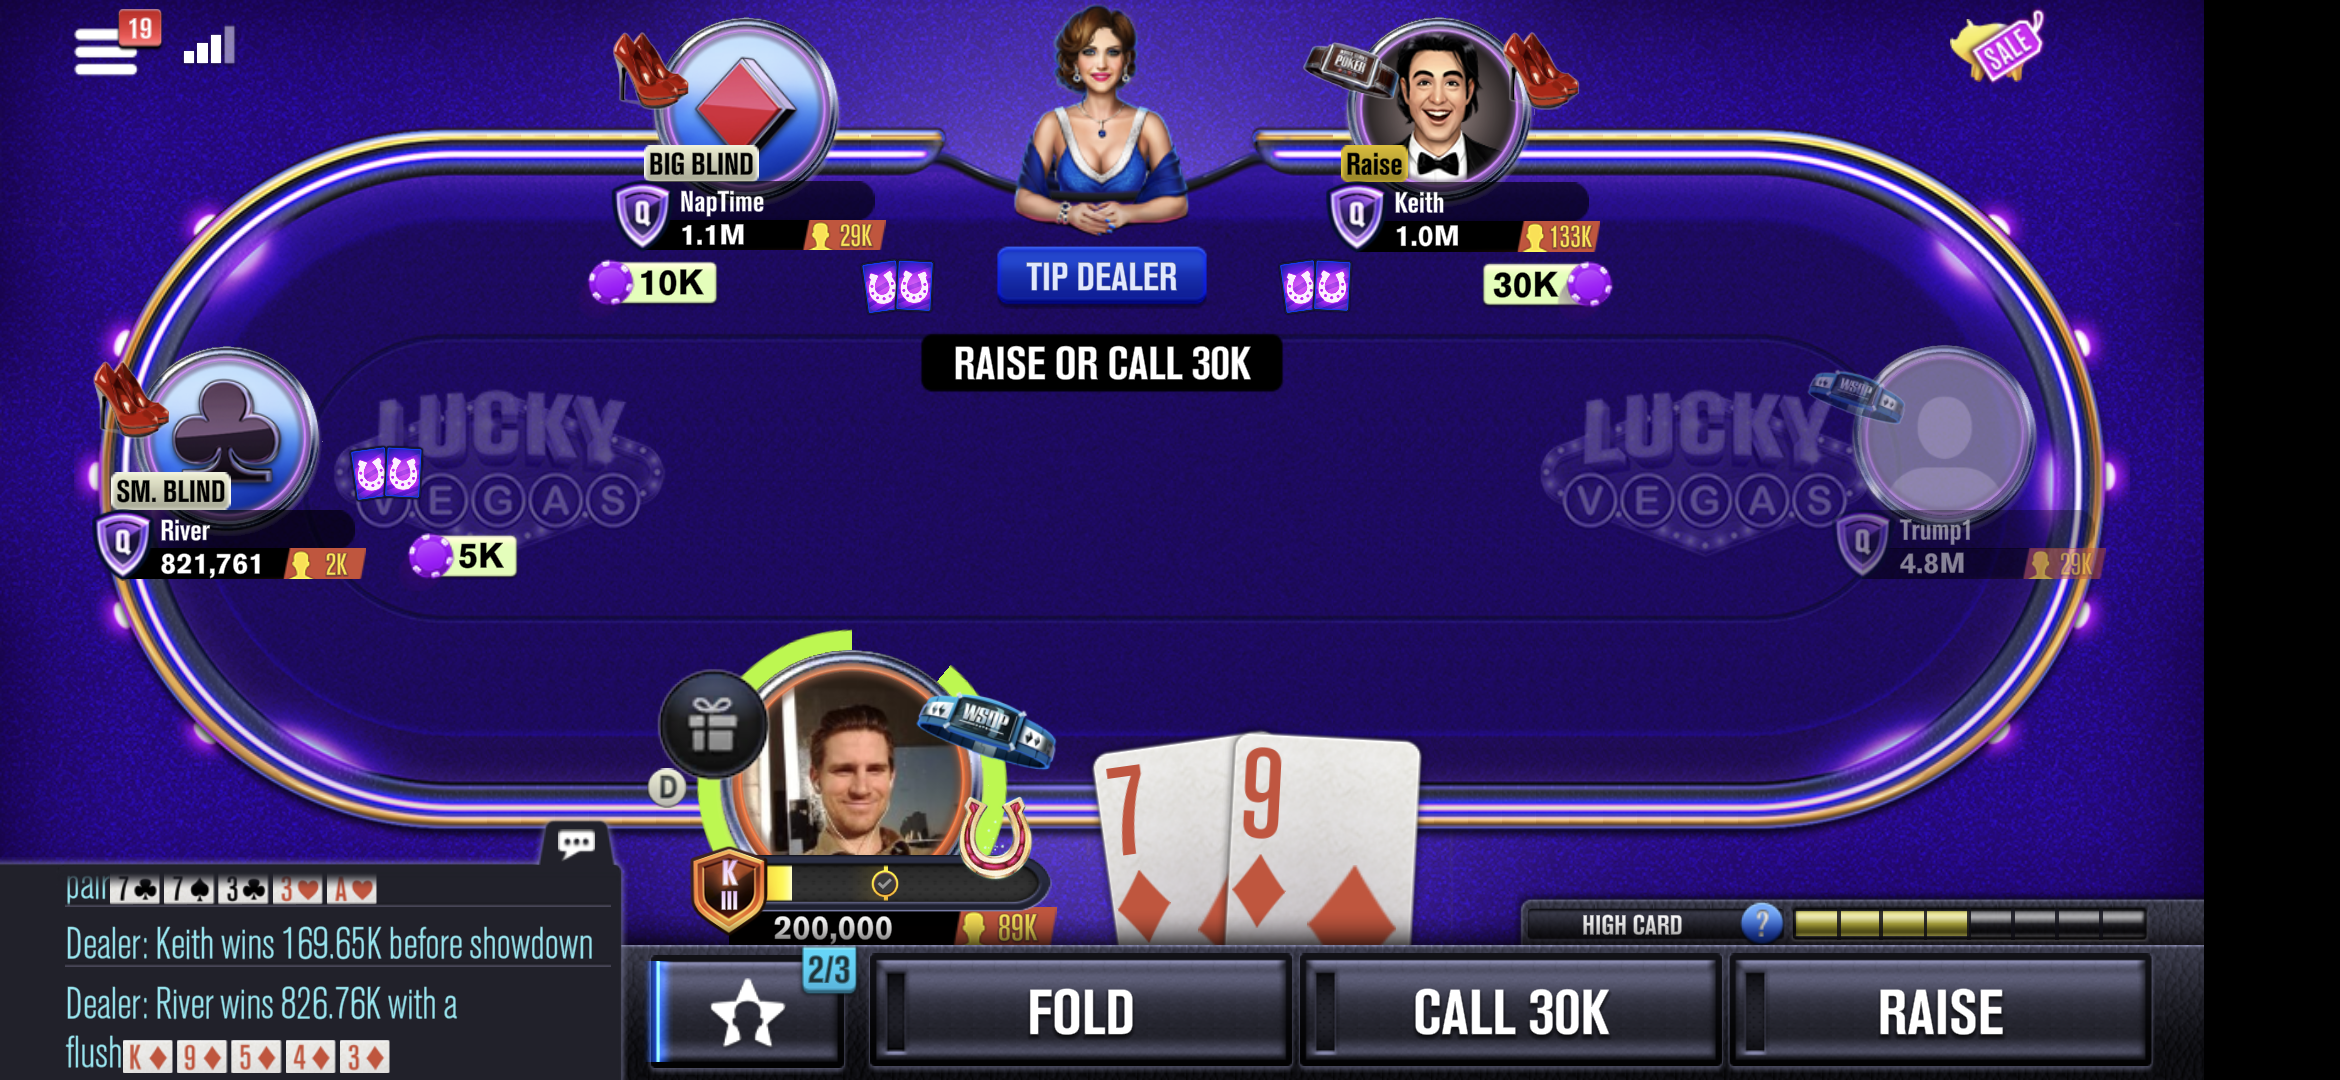 19
SALE
POKER
BIG BLIND
Raise
Q
NapTime
1.1M
29K
Q
Keith
1.0M
133K
10K
TIP DEALER
30K
RAISE OR CALL 30K
WSOP
LUCKY
VEGAS
LUCKY
VEGAS
SM. BLIND
Q
River
821,761
2K
5K
Q
Trump1
4.8M
29K
WSOP
D
7
9
K
III
200,000
89K
pair 7♣ 7♠ 3♣ 3♥ A♥
Dealer: Keith wins 169.65K before showdown
Dealer: River wins 826.76K with a
flush K♦ 9♦ 5♦ 4♦ 3♦
HIGH CARD
?
2/3
FOLD
CALL 30K
RAISE